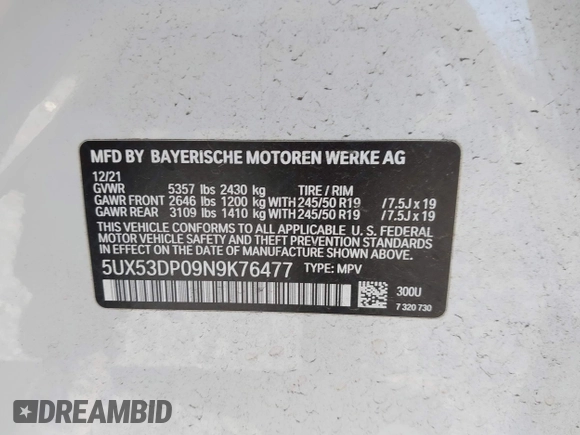 MFD BY BAYERISCHE MOTOREN WERKE AG
12/21
GVWR 5357 lbs 2430 kg TIRE / RIM
GAWR FRONT 2646 lbs 1200 kg WITH 245/50 R19 /7.5J x 19
GAWR REAR 3109 lbs 1410 kg WITH 245/50 R19 /7.5J x 19
THIS VEHICLE CONFORMS TO ALL APPLICABLE U. S. FEDERAL
MOTOR VEHICLE SAFETY, BUMPER, AND THEFT PREVENTION
STANDARDS IN EFFECT ON THE DATE OF MANUFACTURE SHOWN ABOVE.
5UX53DP09N9K76477 TYPE: MPV
300U
7 320 730
DREAMBID